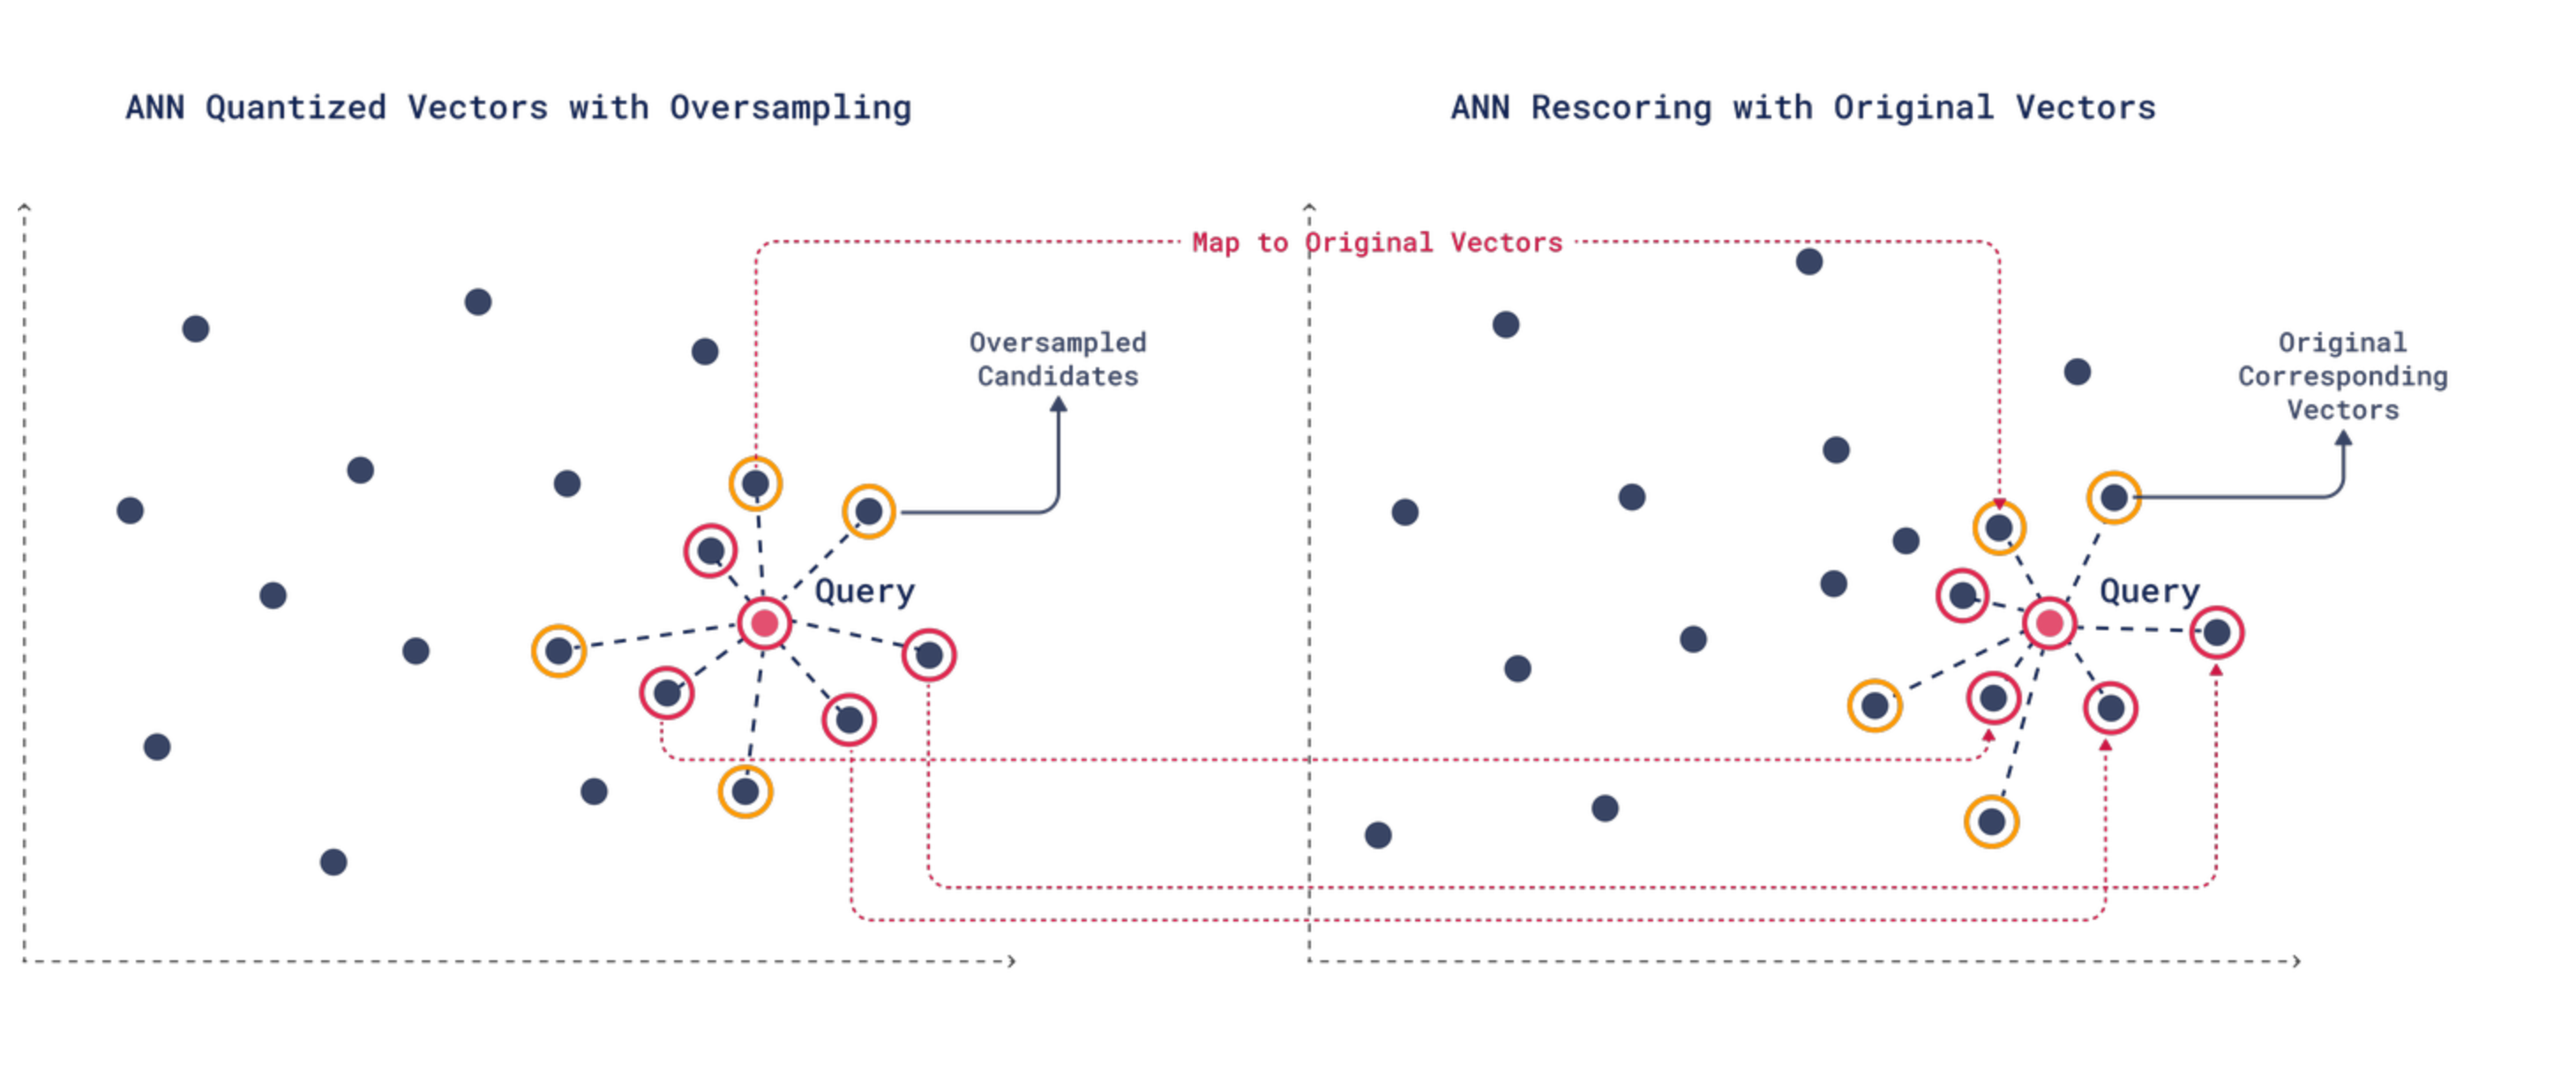 ANN Quantized Vectors with Oversampling
ANN Rescoring with Original Vectors
Map to Original Vectors
Oversampled
Candidates
Original
Corresponding
Vectors
Query
Query